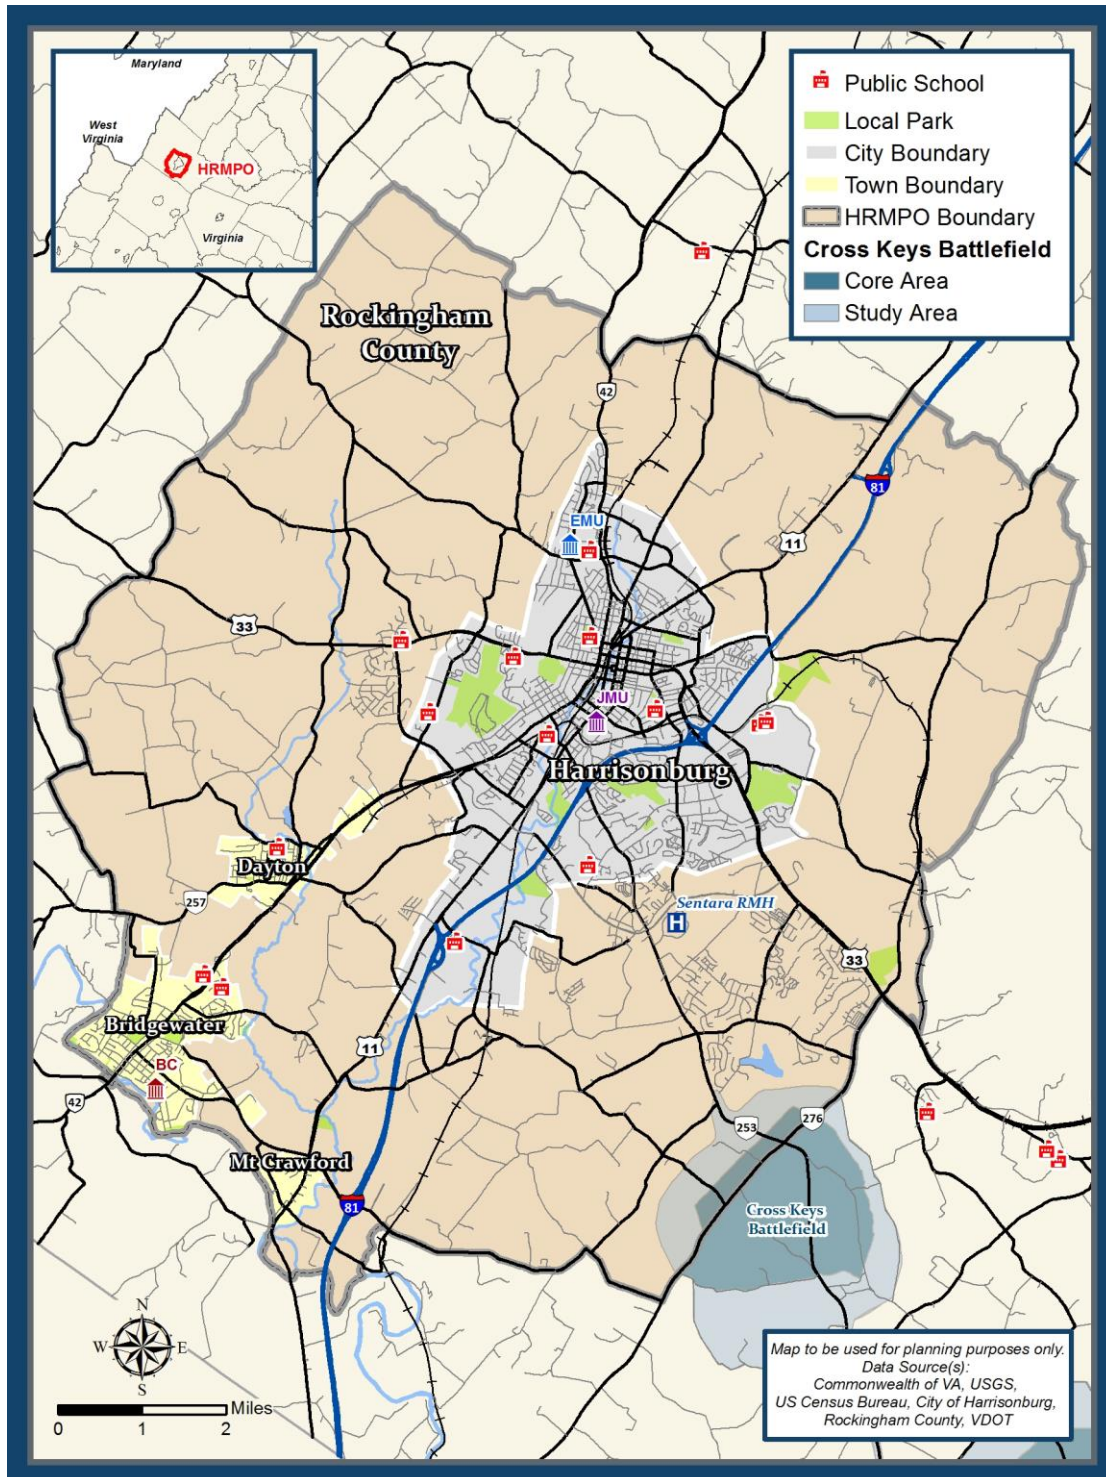 Maryland
West
Virginia
HRMPO
Virginia
Public School
Local Park
City Boundary
Town Boundary
HRMPO Boundary
Cross Keys Battlefield
Core Area
Study Area
Rockingham
County
42
81
EMU
11
33
JMU
Harrisonburg
Dayton
257
Sentara RMH
H
33
Bridgewater
BC
11
42
253
276
Mt Crawford
81
Cross Keys
Battlefield
N
W
E
S
Miles
0
1
2
Map to be used for planning purposes only.
Data Source(s):
Commonwealth of VA, USGS,
US Census Bureau, City of Harrisonburg,
Rockingham County, VDOT